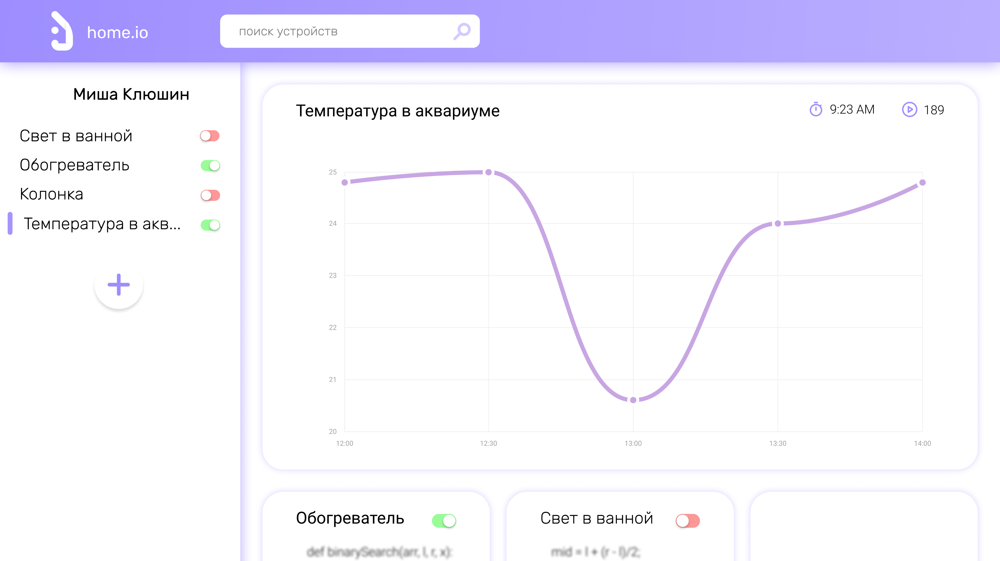 home.io
поиск устройств
Миша Клюшин
Свет в ванной
Обогреватель
Колонка
Температура в акв...
Температура в аквариуме
9:23 AM
189
25
24
23
22
21
20
12:00 12:30 13:00 13:30 14:00
Обогреватель
Свет в ванной
def binarySearch(arr, l, r, x):
mid = l + (r - l)/2;